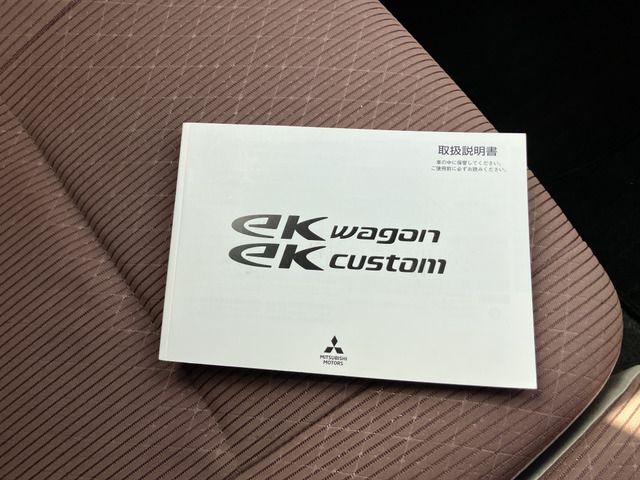 取扱説明書
車の中に保管してください。
ご使用前に必ずお読みください。
eK wagon
eK custom
MITSUBISHI
MOTORS